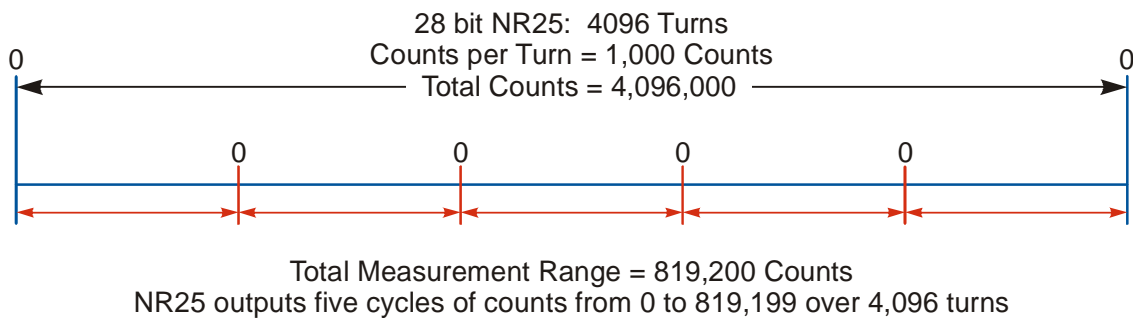 28 bit NR25: 4096 Turns
Counts per Turn = 1,000 Counts
0 0
Total Counts = 4,096,000
0 0 0 0
Total Measurement Range = 819,200 Counts
NR25 outputs five cycles of counts from 0 to 819,199 over 4,096 turns